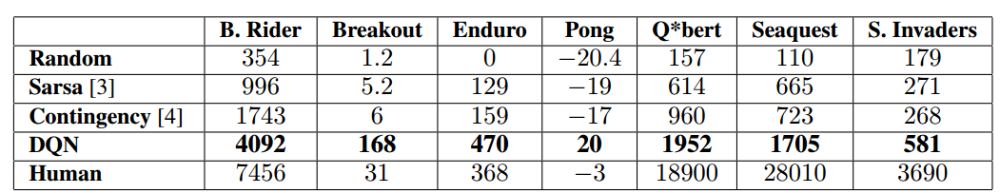 B. Rider Breakout Enduro Pong Q*bert Seaquest S. Invaders
Random 354 1.2 0 −20.4 157 110 179
Sarsa [3] 996 5.2 129 −19 614 665 271
Contingency [4] 1743 6 159 −17 960 723 268
DQN 4092 168 470 20 1952 1705 581
Human 7456 31 368 −3 18900 28010 3690